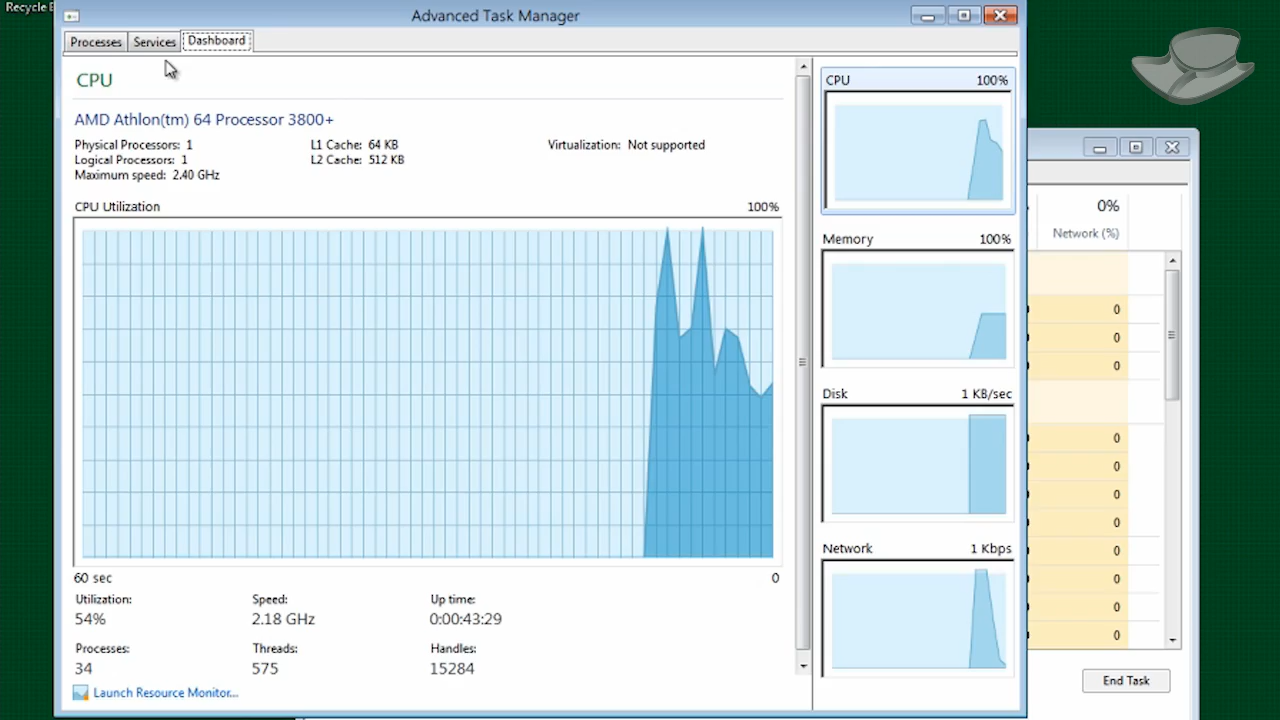 Recycle
Advanced Task Manager
Processes Services Dashboard
CPU
AMD Athlon(tm) 64 Processor 3800+
Physical Processors: 1 L1 Cache: 64 KB Virtualization: Not supported
Logical Processors: 1 L2 Cache: 512 KB
Maximum speed: 2.40 GHz
CPU Utilization 100%
60 sec 0
Utilization: Speed: Up time:
54% 2.18 GHz 0:00:43:29
Processes: Threads: Handles:
34 575 15284
Launch Resource Monitor...
CPU 100%
Memory 100%
Disk 1 KB/sec
Network 1 Kbps
0%
Network (%)
0
0
0
0
0
0
0
0
0
0
0
End Task